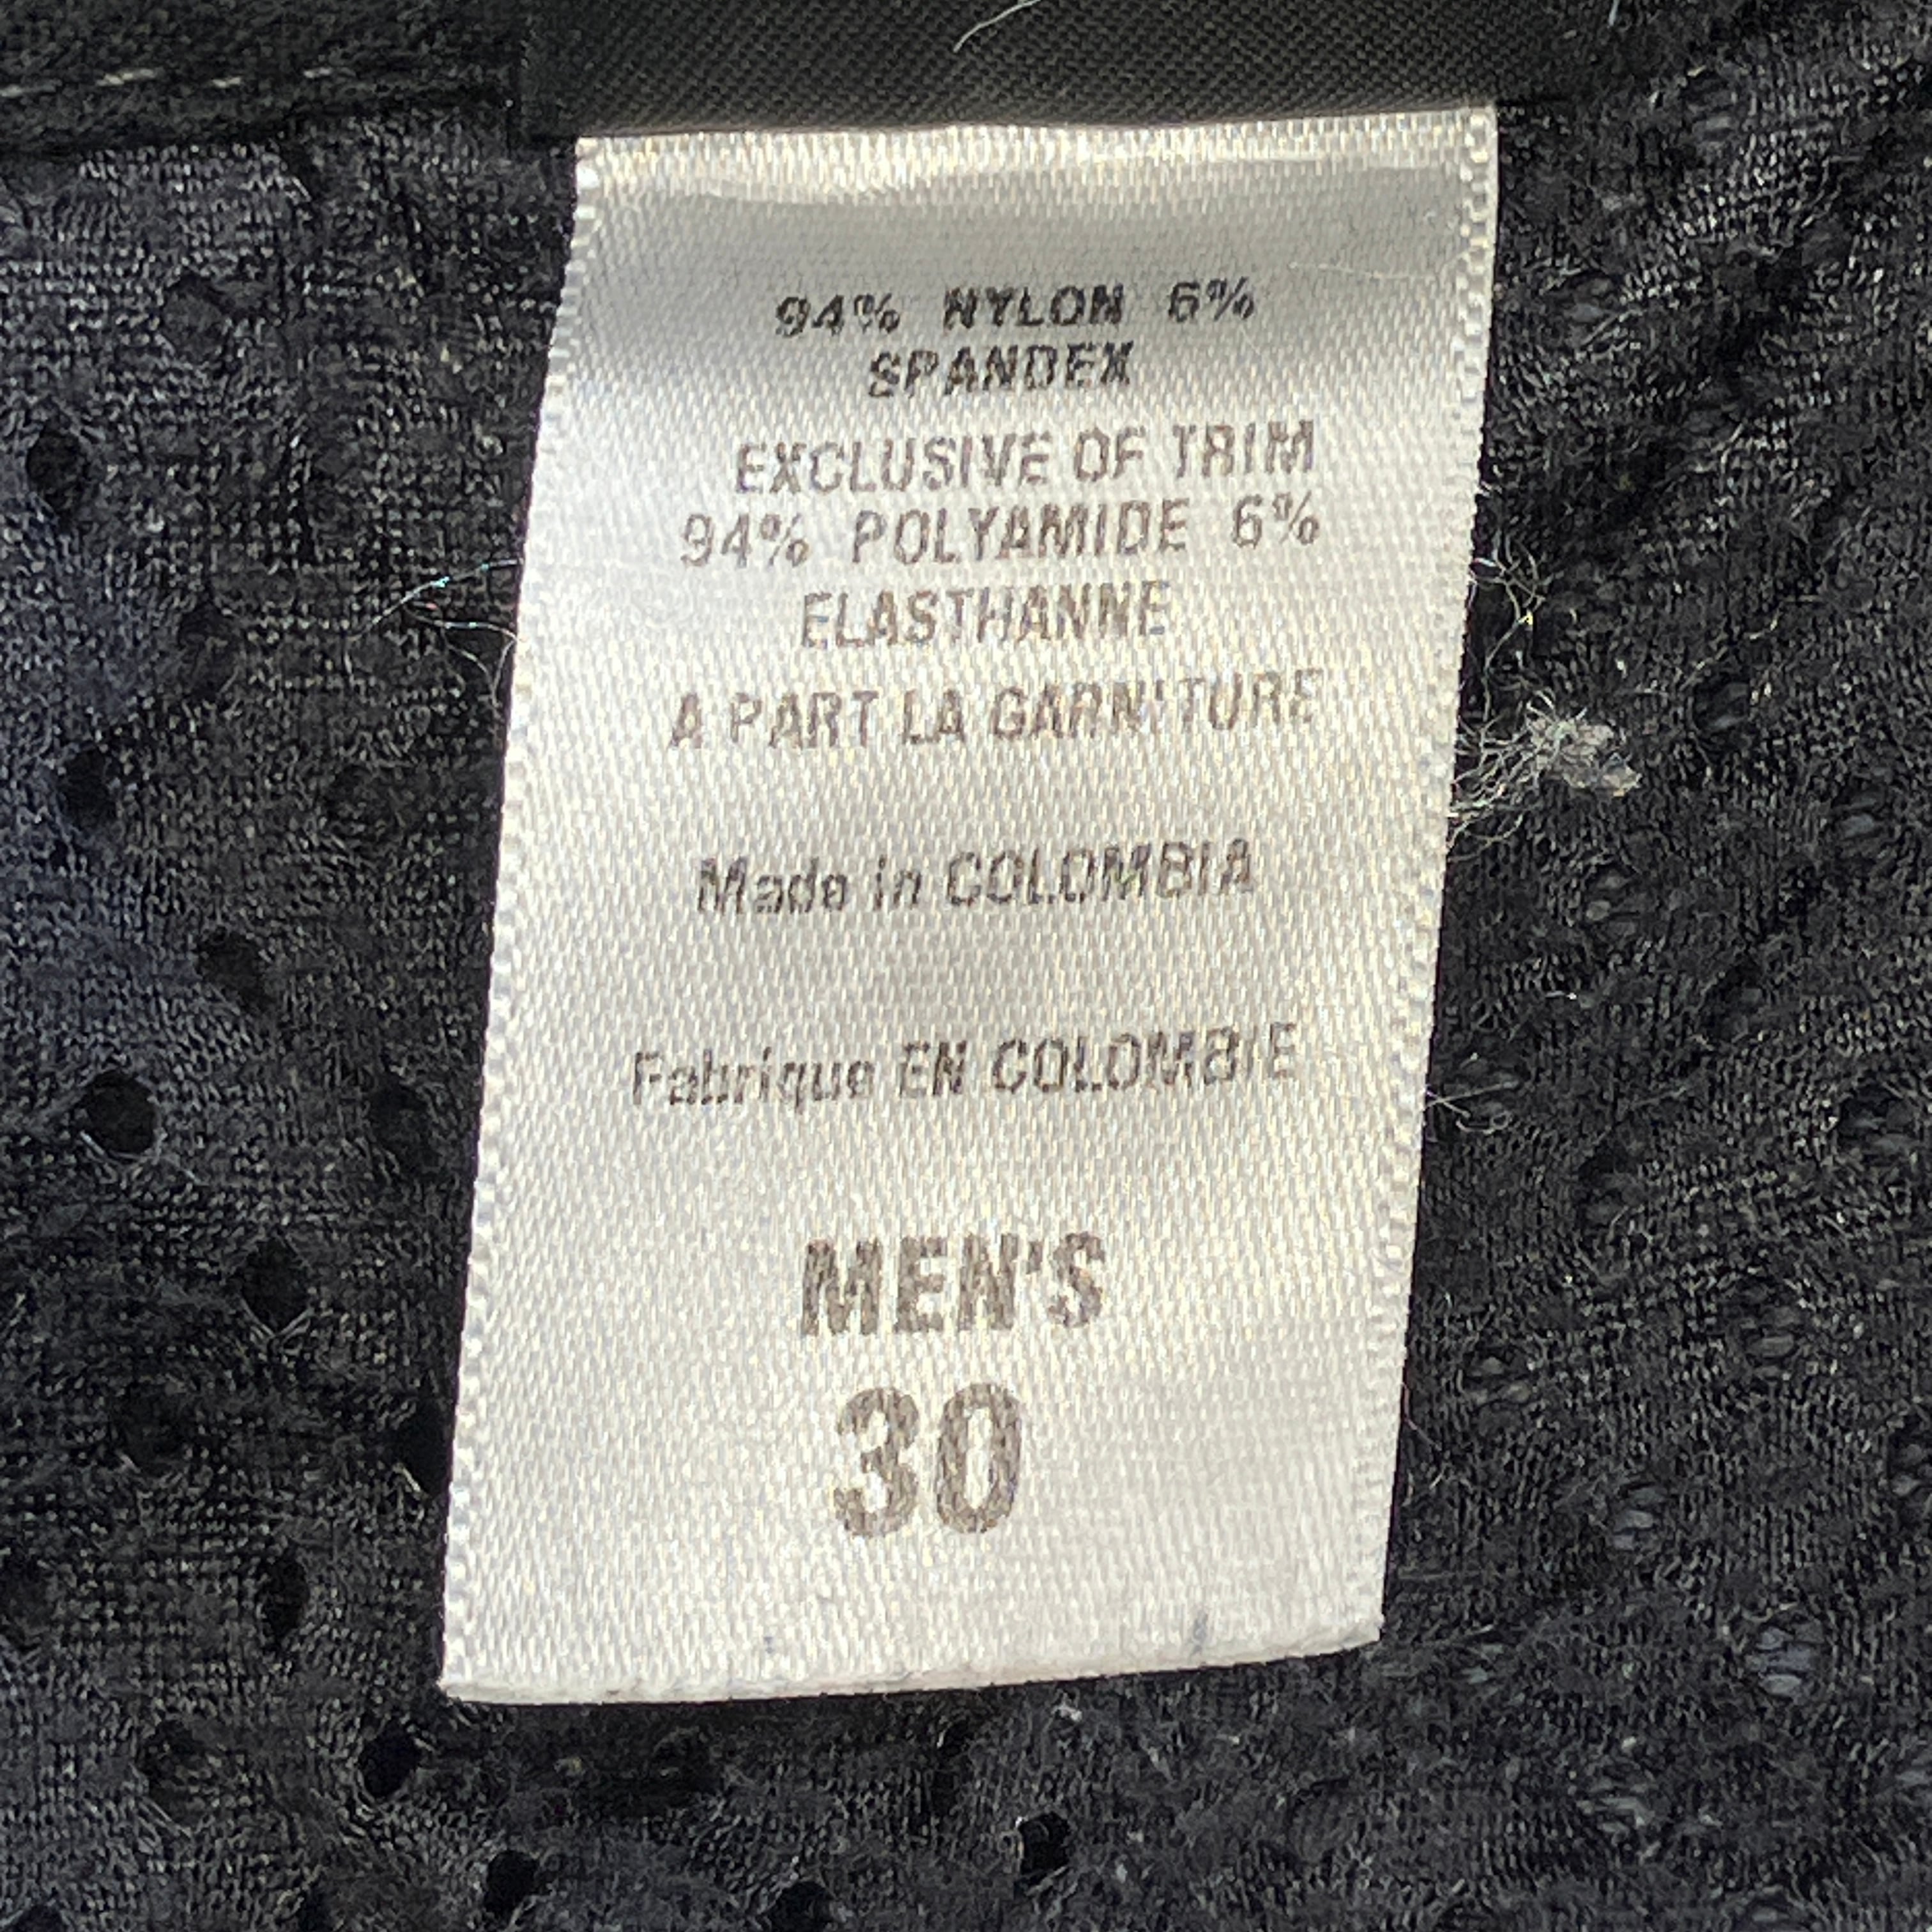 94% NYLON 6%
SPANDEX
EXCLUSIVE OF TRIM
94% POLYAMIDE 6%
ELASTHANNE
A PART LA GARNITURE
Made in COLOMBIA
Fabrique EN COLOMBIE
MEN'S
30